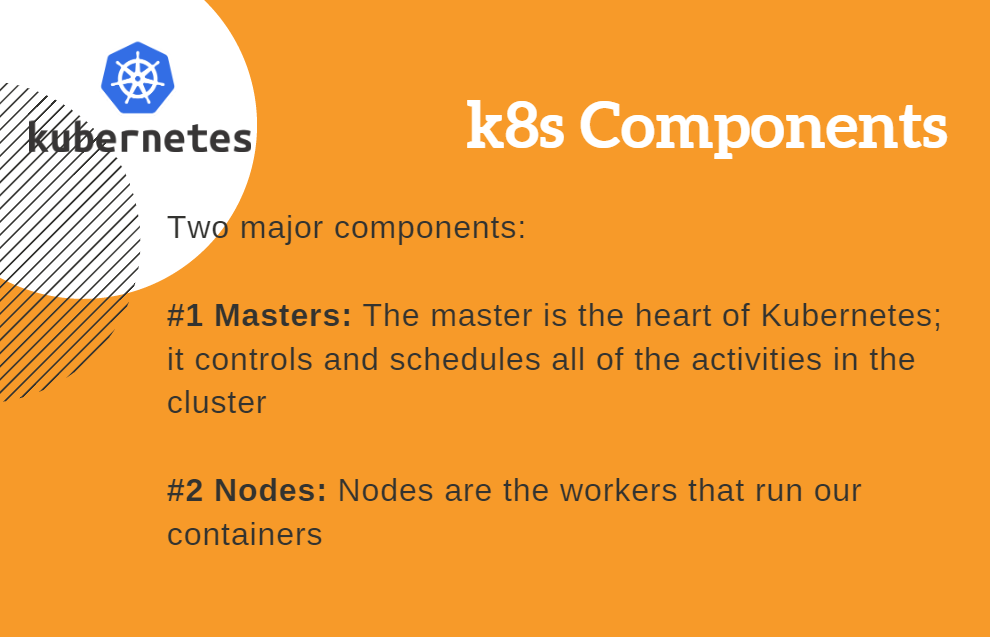 kubernetes
k8s Components
Two major components:
#1 Masters: The master is the heart of Kubernetes;
it controls and schedules all of the activities in the
cluster
#2 Nodes: Nodes are the workers that run our
containers